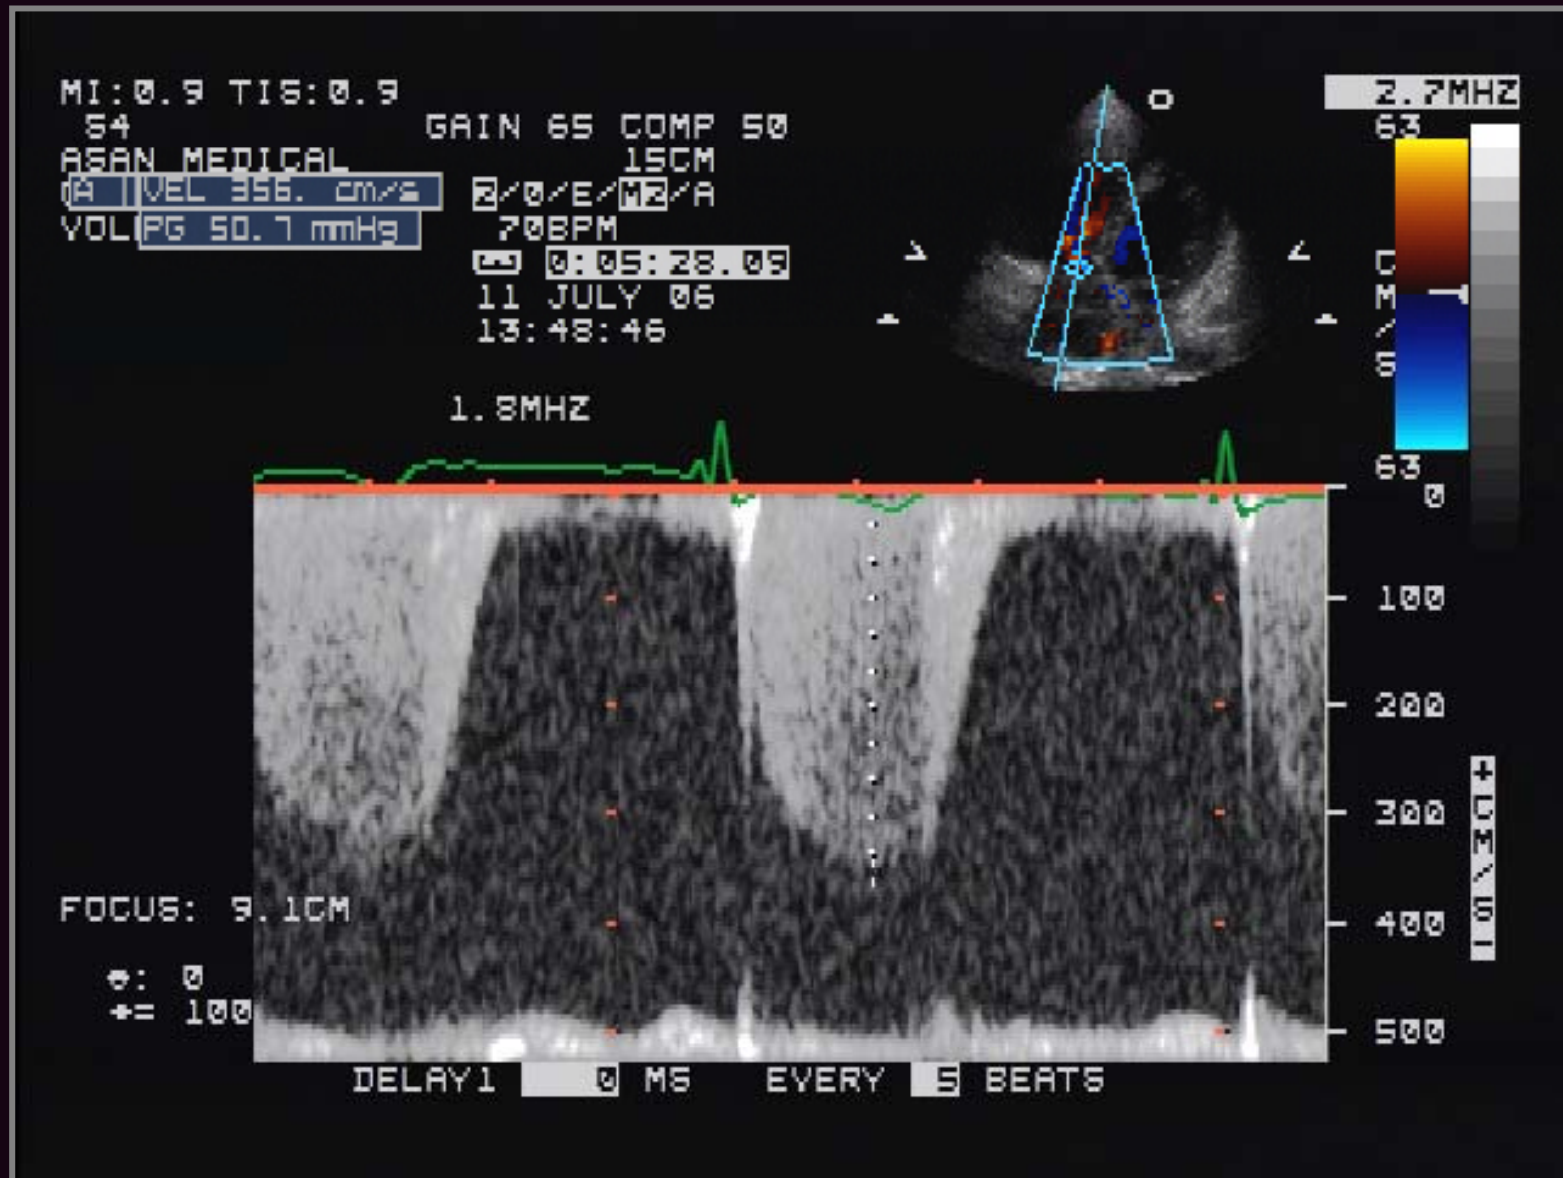 MI:0.9 TIS:0.9
S4
GAIN 65 COMP 50
ASAN MEDICAL
15CM
A VEL 356. cm/s
2/0/E/M2/A
VOL
PG 50.7 mmHg
70BPM
0:05:28.09
11 JULY 06
13:48:46
2.7MHZ
63
CM/S
63
1.8MHZ
0
100
200
300
400
500
CM/S
FOCUS: 9.1CM
: 0
+= 100
DELAY1 0 MS EVERY 5 BEATS